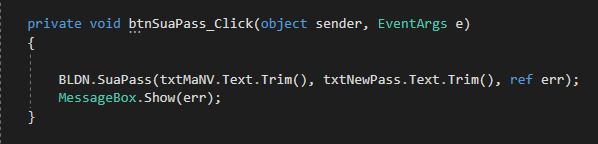 private void btnSuaPass_Click(object sender, EventArgs e)
{
BLDN.SuaPass(txtMaNV.Text.Trim(), txtNewPass.Text.Trim(), ref err);
MessageBox.Show(err);
}